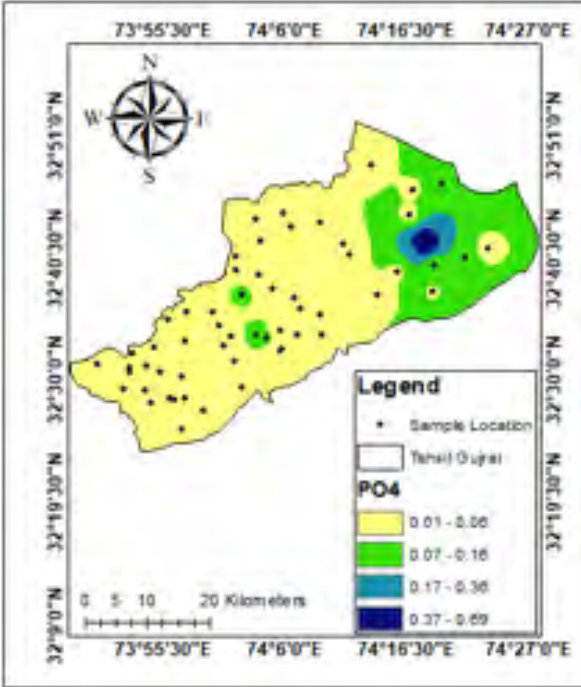 73°55'30"E 74°6'0"E 74°16'30"E 74°27'0"E
N
W E
S
32°51'0"N
32°40'30"N
32°30'0"N
32°19'30"N
32°9'0"N
32°51'0"N
32°40'30"N
32°30'0"N
32°19'30"N
Legend
Sample Location
Tehsil Gujrat
PO4
0.01 - 0.06
0.07 - 0.16
0.17 - 0.36
0.37 - 0.69
0 5 10 20 Kilometers
73°55'30"E 74°6'0"E 74°16'30"E 74°27'0"E